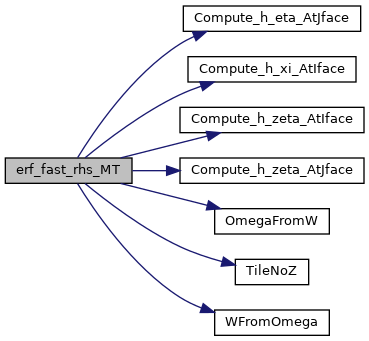 Compute_h_eta_AtJface
Compute_h_xi_AtIface
Compute_h_zeta_AtIface
erf_fast_rhs_MT
Compute_h_zeta_AtJface
OmegaFromW
TileNoZ
WFromOmega